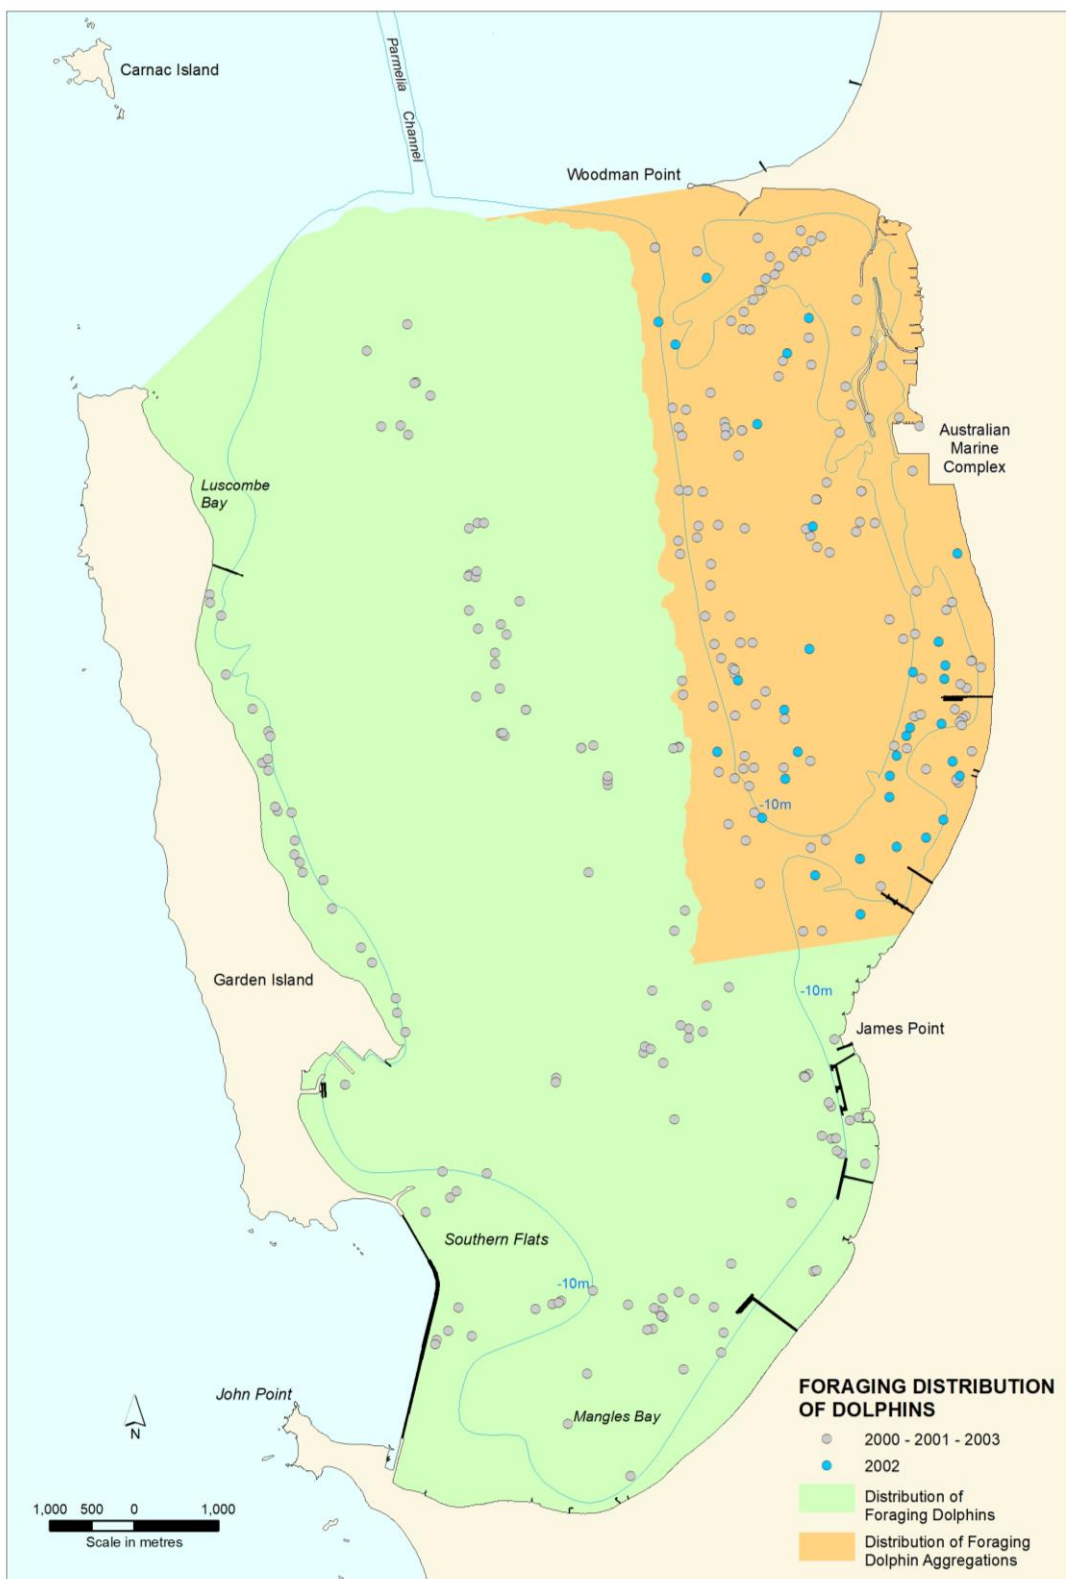 Carnac Island
Parmelia Channel
Woodman Point
Australian
Marine
Complex
Luscombe
Bay
-10m
Garden Island
-10m
James Point
Southern Flats
-10m
John Point
Mangles Bay
N
1,000 500 0 1,000
Scale in metres
FORAGING DISTRIBUTION
OF DOLPHINS
2000 - 2001 - 2003
2002
Distribution of
Foraging Dolphins
Distribution of Foraging
Dolphin Aggregations